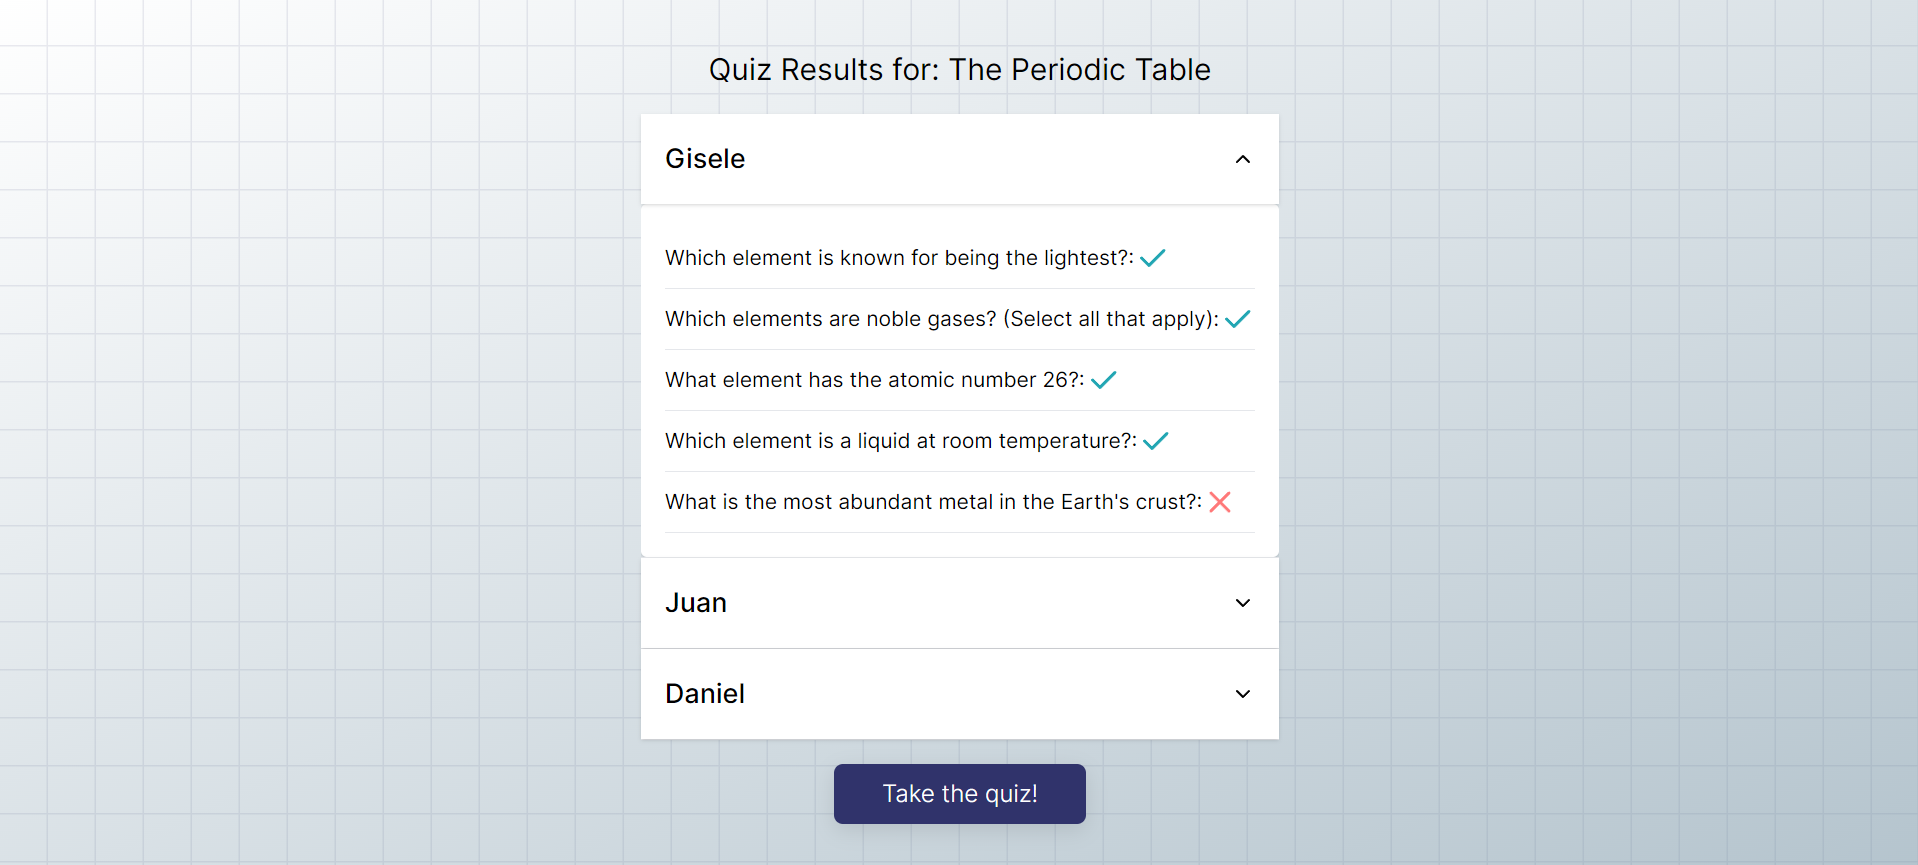 Quiz Results for: The Periodic Table
Gisele
Which element is known for being the lightest?:
Which elements are noble gases? (Select all that apply):
What element has the atomic number 26?:
Which element is a liquid at room temperature?:
What is the most abundant metal in the Earth's crust?:
Juan
Daniel
Take the quiz!